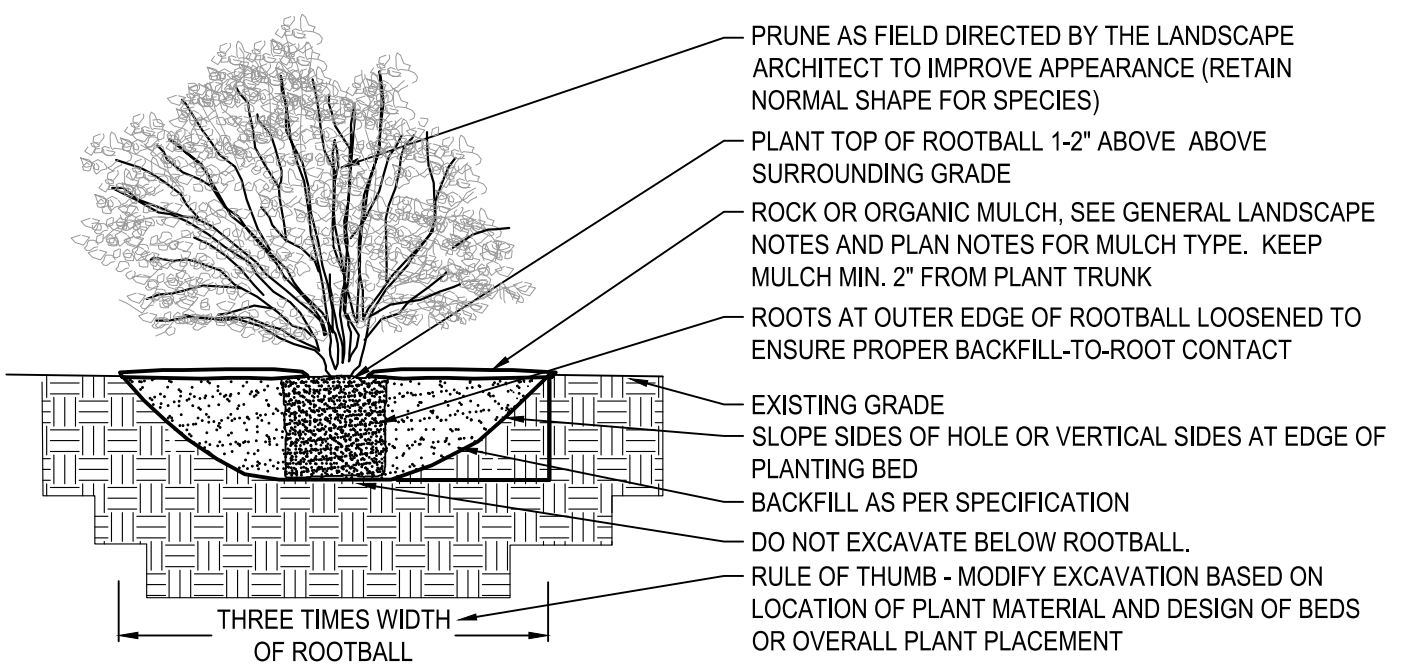 PRUNE AS FIELD DIRECTED BY THE LANDSCAPE
ARCHITECT TO IMPROVE APPEARANCE (RETAIN
NORMAL SHAPE FOR SPECIES)
PLANT TOP OF ROOTBALL 1-2" ABOVE ABOVE
SURROUNDING GRADE
ROCK OR ORGANIC MULCH, SEE GENERAL LANDSCAPE
NOTES AND PLAN NOTES FOR MULCH TYPE. KEEP
MULCH MIN. 2" FROM PLANT TRUNK
ROOTS AT OUTER EDGE OF ROOTBALL LOOSENED TO
ENSURE PROPER BACKFILL-TO-ROOT CONTACT
EXISTING GRADE
SLOPE SIDES OF HOLE OR VERTICAL SIDES AT EDGE OF
PLANTING BED
BACKFILL AS PER SPECIFICATION
DO NOT EXCAVATE BELOW ROOTBALL.
RULE OF THUMB - MODIFY EXCAVATION BASED ON
LOCATION OF PLANT MATERIAL AND DESIGN OF BEDS
OR OVERALL PLANT PLACEMENT
THREE TIMES WIDTH
OF ROOTBALL